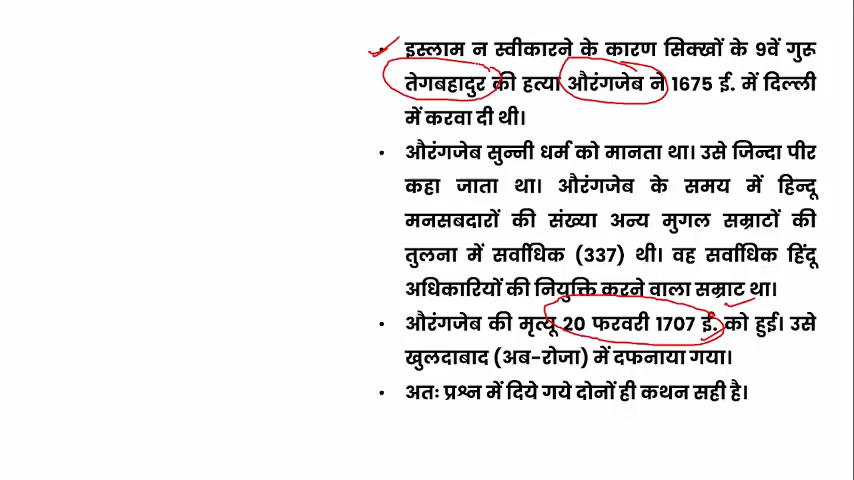 • इस्लाम न स्वीकारने के कारण सिक्खों के 9वें गुरू
तेगबहादुर की हत्या औरंगजेब ने 1675 ई. में दिल्ली
में करवा दी थी।
• औरंगजेब सुन्नी धर्म को मानता था। उसे जिन्दा पीर
कहा जाता था। औरंगजेब के समय में हिन्दू
मनसबदारों की संख्या अन्य मुगल सम्राटों की
तुलना में सर्वाधिक (337) थी। वह सर्वाधिक हिंदू
अधिकारियों की नियुक्ति करने वाला सम्राट था।
• औरंगजेब की मृत्यू 20 फरवरी 1707 ई. को हुई। उसे
खुलदाबाद (अब-रोजा) में दफनाया गया।
• अतः प्रश्न में दिये गये दोनों ही कथन सही है।